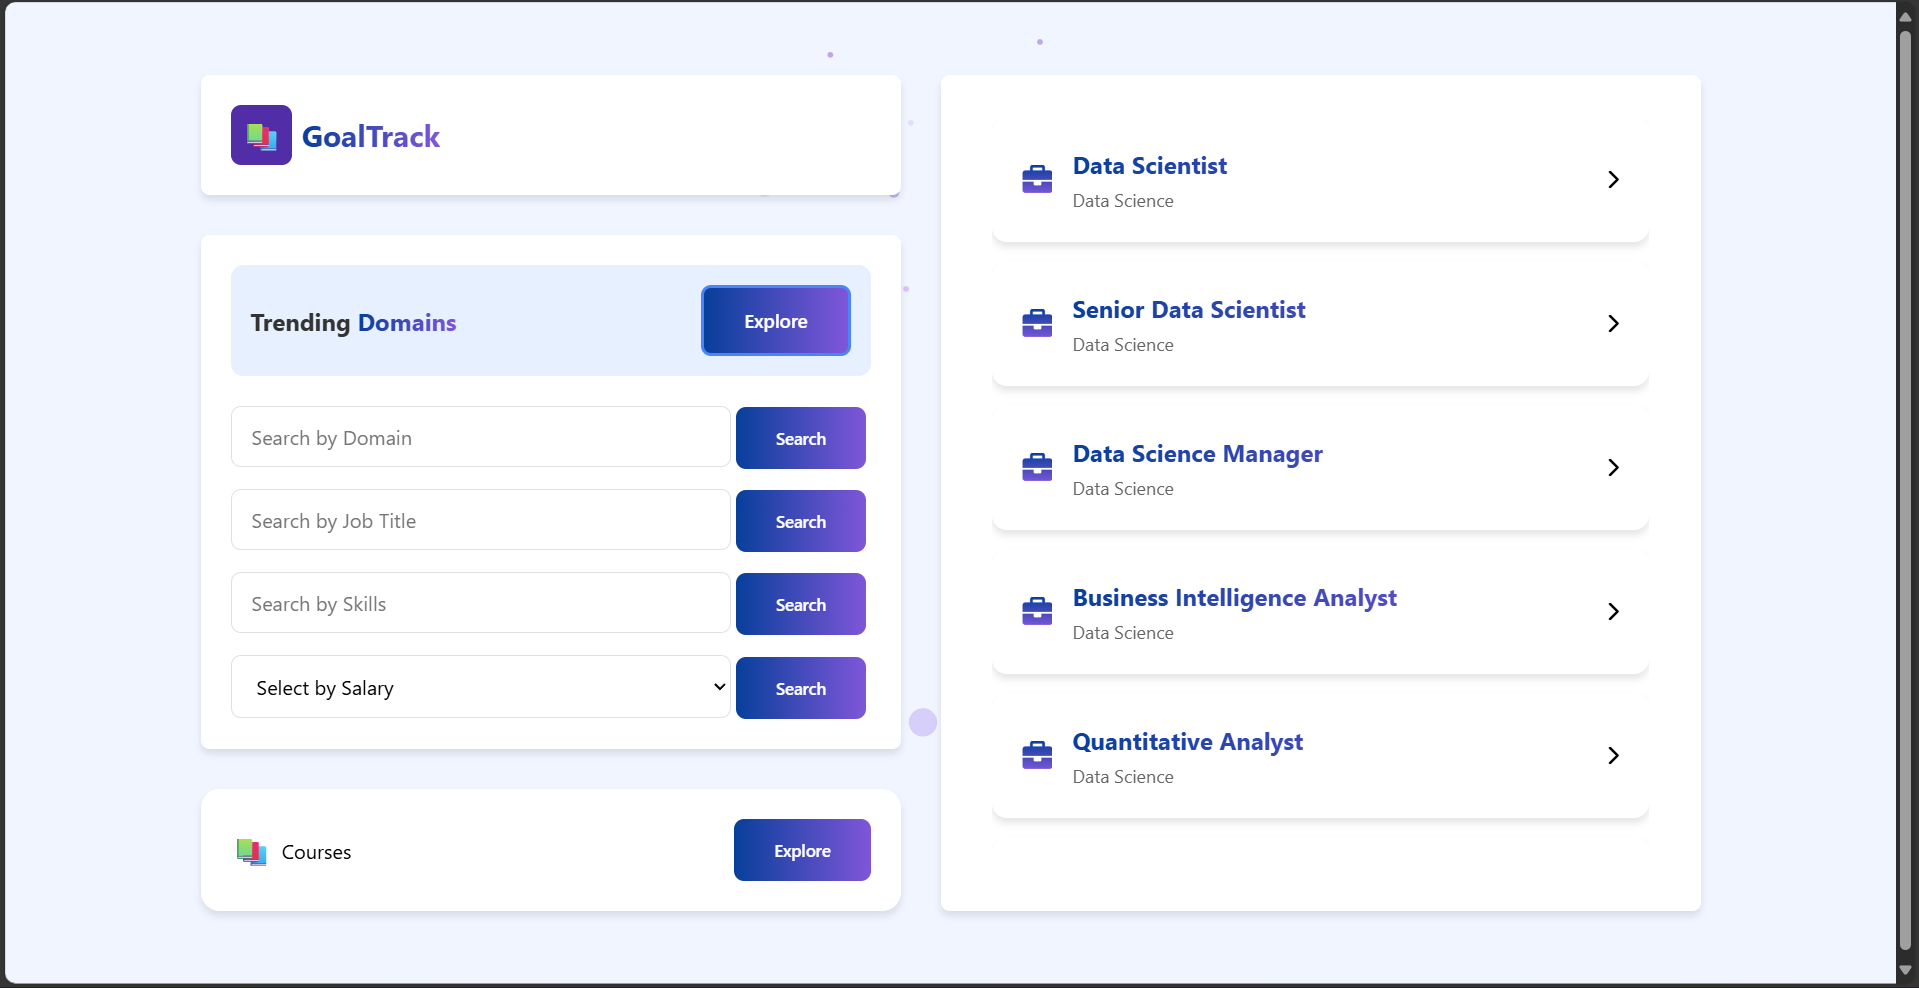 GoalTrack
Trending Domains
Explore
Search by Domain
Search
Search by Job Title
Search
Search by Skills
Search
Select by Salary
Search
Courses
Explore
Data Scientist
Data Science
Senior Data Scientist
Data Science
Data Science Manager
Data Science
Business Intelligence Analyst
Data Science
Quantitative Analyst
Data Science